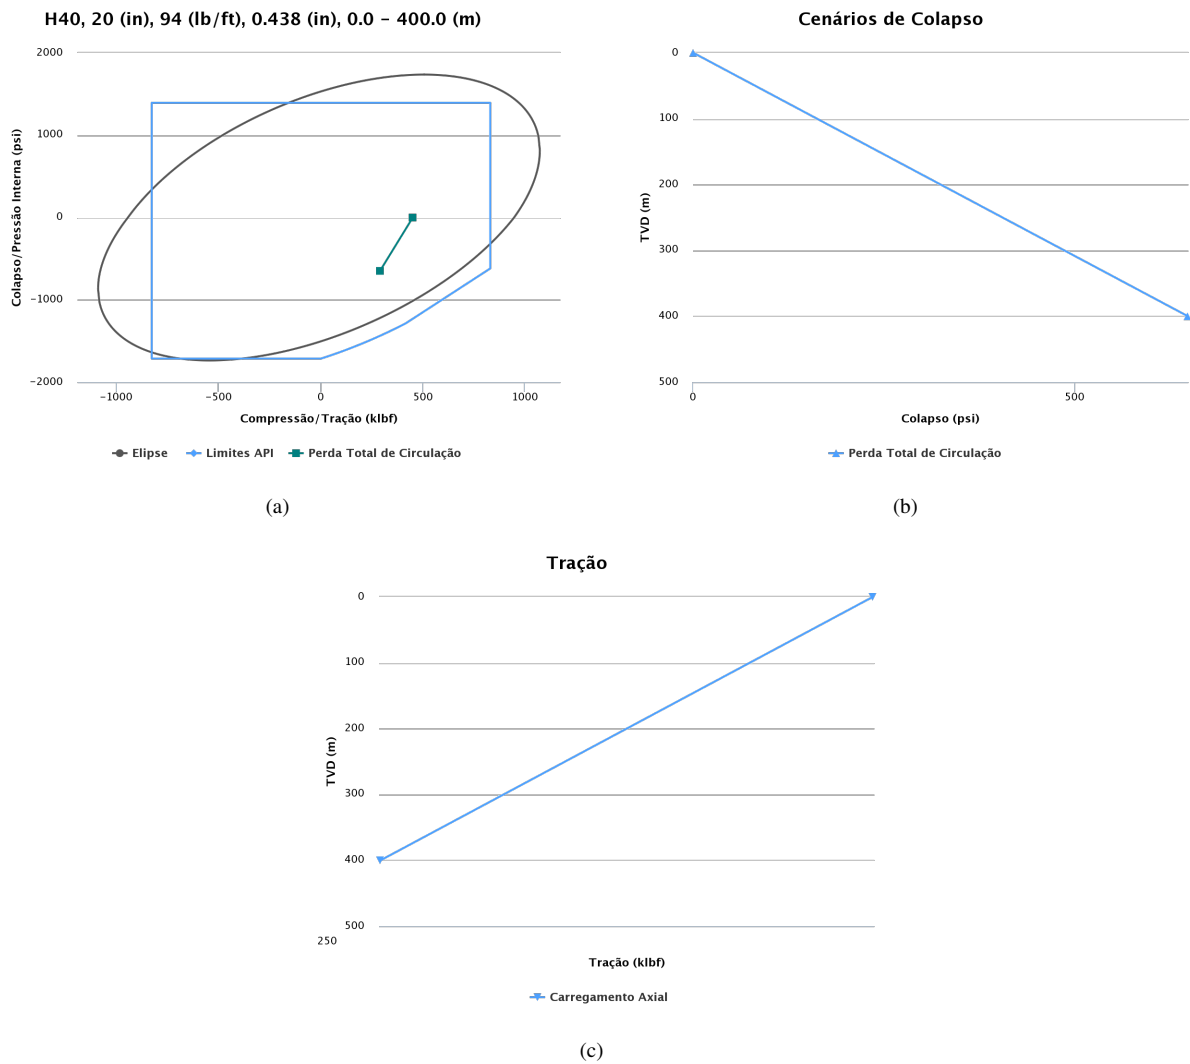 H40, 20 (in), 94 (lb/ft), 0.438 (in), 0.0 – 400.0 (m)
2000
1000
0
−1000
−2000
Colapso/Pressão Interna (psi)
−1000
−500
0
500
1000
Compressão/Tração (klbf)
Elipse
Limites API
Perda Total de Circulação
(a)
Cenários de Colapso
0
100
200
300
400
500
TVD (m)
0
500
Colapso (psi)
Perda Total de Circulação
(b)
Tração
0
100
200
300
400
500
TVD (m)
250
Tração (klbf)
Carregamento Axial
(c)